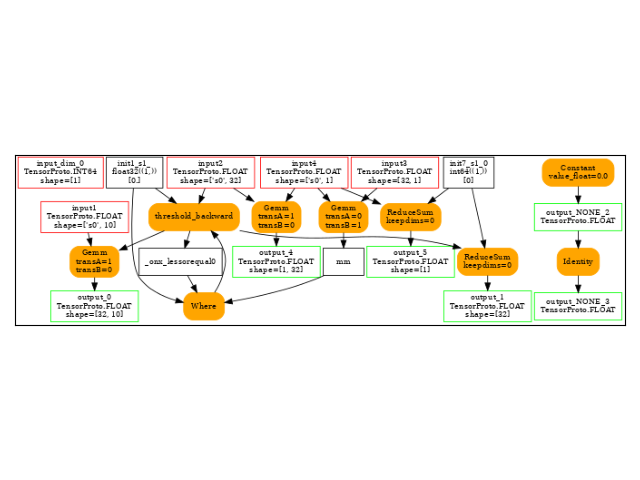 input_dim_0
TensorProto.INT64
shape=[1]
init1_s1_
float32((1,))
[0.]
input2
TensorProto.FLOAT
shape=['s0', 32]
input4
TensorProto.FLOAT
shape=['s0', 1]
input3
TensorProto.FLOAT
shape=[32, 1]
init7_s1_0
int64((1,))
[0]
Constant
value_float=0.0
input1
TensorProto.FLOAT
shape=['s0', 10]
threshold_backward
Gemm
transA=1
transB=0
Gemm
transA=0
transB=1
ReduceSum
keepdims=0
output_NONE_2
TensorProto.FLOAT
Gemm
transA=1
transB=0
_onx_lessorequal0
output_4
TensorProto.FLOAT
shape=[1, 32]
mm
output_5
TensorProto.FLOAT
shape=[1]
ReduceSum
keepdims=0
Identity
output_0
TensorProto.FLOAT
shape=[32, 10]
Where
output_1
TensorProto.FLOAT
shape=[32]
output_NONE_3
TensorProto.FLOAT